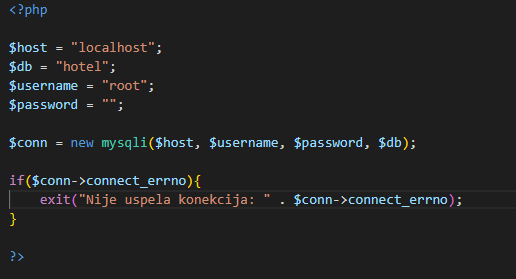 <?php
$host = "localhost";
$db = "hotel";
$username = "root";
$password = "";
$conn = new mysqli($host, $username, $password, $db);
if($conn->connect_errno){
exit("Nije uspela konekcija: " . $conn->connect_errno);
}
?>